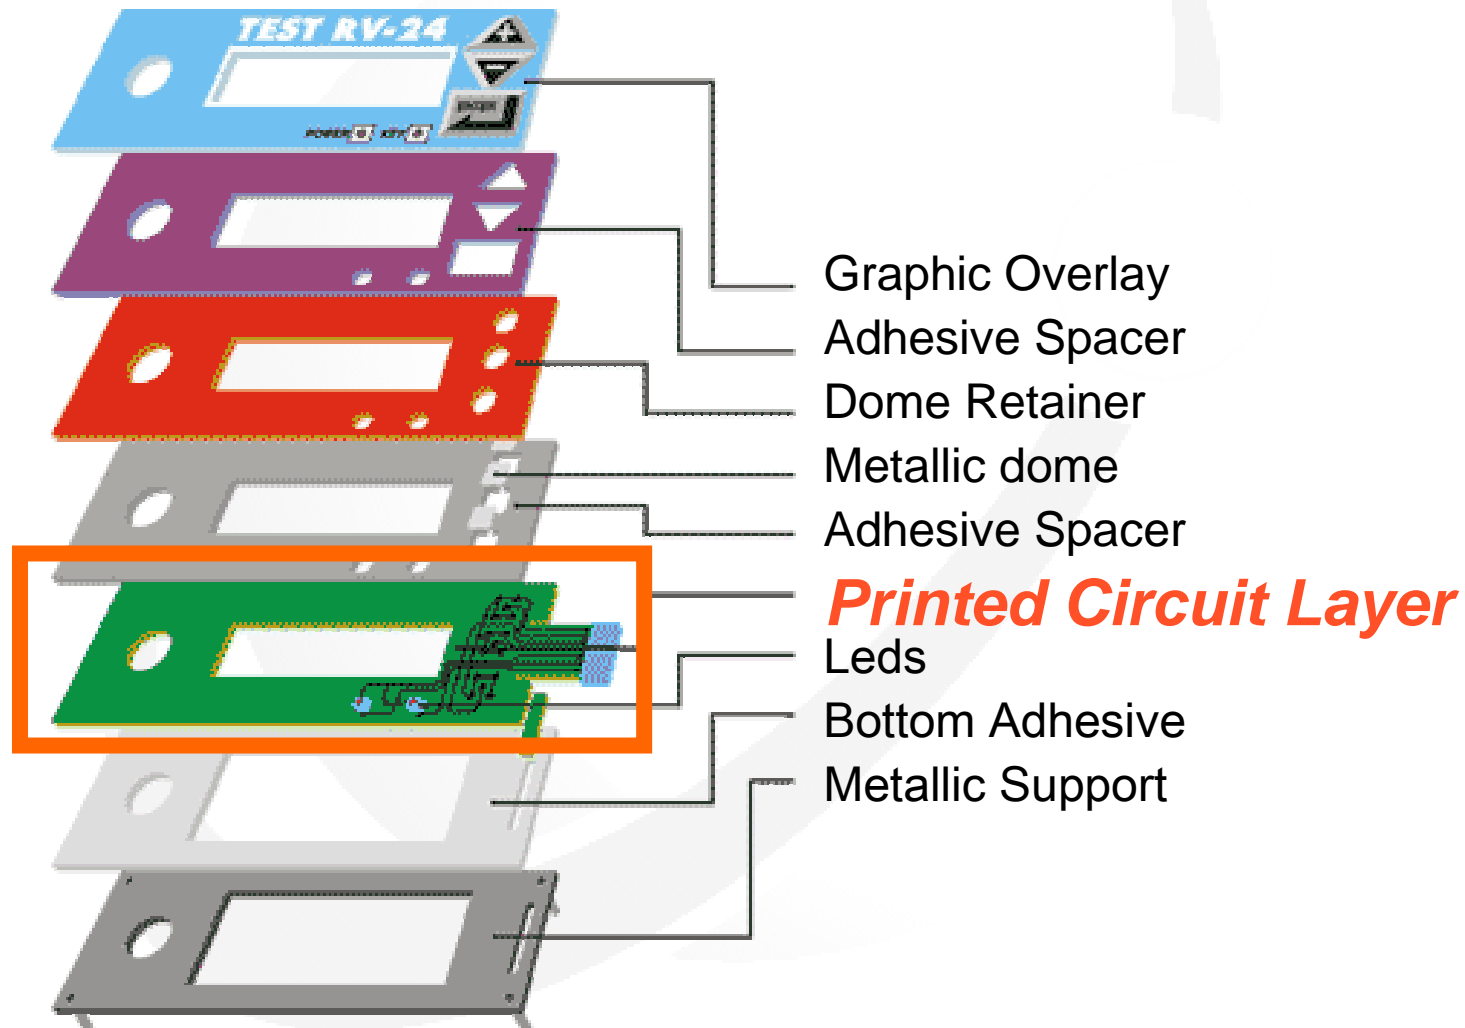 TEST RV-24
POWER KEY
Graphic Overlay
Adhesive Spacer
Dome Retainer
Metallic dome
Adhesive Spacer
Printed Circuit Layer
Leds
Bottom Adhesive
Metallic Support